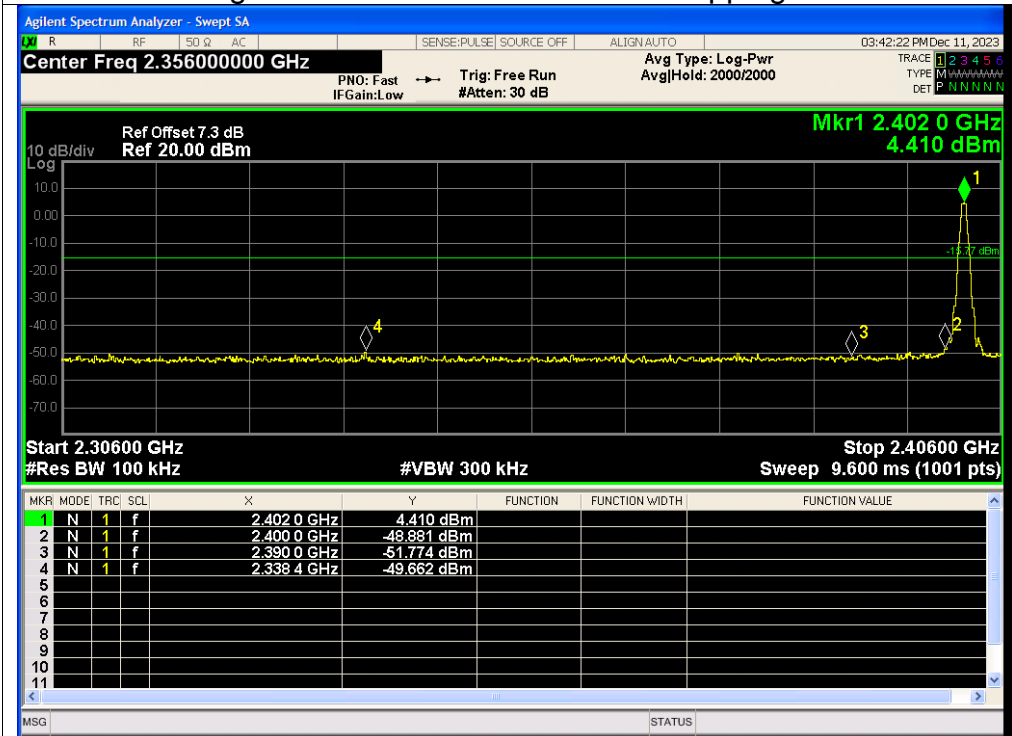 Agilent Spectrum Analyzer - Swept SA
LXI R RF 50 Ω AC SENSE:PULSE SOURCE OFF ALIGN AUTO 03:42:22 PM Dec 11, 2023
Center Freq 2.356000000 GHz
PNO: Fast
IFGain:Low
Trig: Free Run
#Atten: 30 dB
Avg Type: Log-Pwr
Avg|Hold: 2000/2000
TRACE 1 2 3 4 5 6
TYPE M W W W W W
DET P N N N N N
Mkr1 2.402 0 GHz
4.410 dBm
Ref Offset 7.3 dB
10 dB/div Ref 20.00 dBm
Log
10.0
0.00
-10.0
-20.0
-30.0
-40.0
-50.0
-60.0
-70.0
1
-15.77 dBm
4
3
2
Start 2.30600 GHz Stop 2.40600 GHz
#Res BW 100 kHz #VBW 300 kHz Sweep 9.600 ms (1001 pts)
MKR MODE TRC SCL X Y FUNCTION FUNCTION WIDTH FUNCTION VALUE
1 N 1 f 2.402 0 GHz 4.410 dBm
2 N 1 f 2.400 0 GHz -48.881 dBm
3 N 1 f 2.390 0 GHz -51.774 dBm
4 N 1 f 2.338 4 GHz -49.662 dBm
5
6
7
8
9
10
11
MSG STATUS